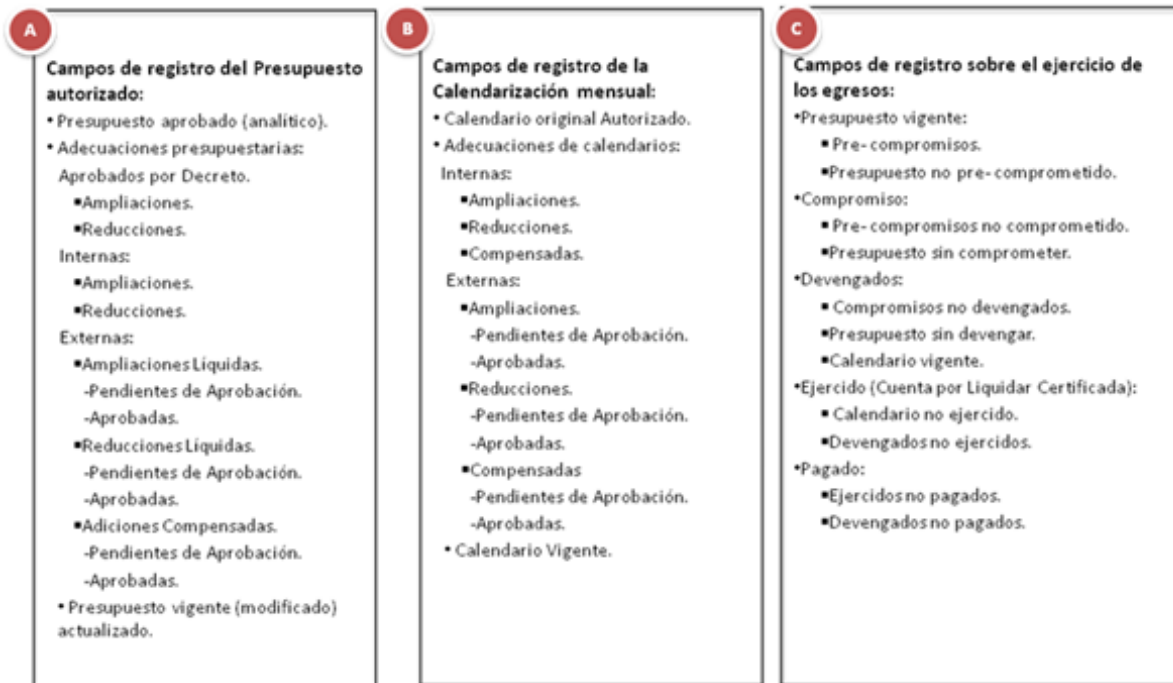 A
Campos de registro del Presupuesto
autorizado:
• Presupuesto aprobado (analítico).
• Adecuaciones presupuestarias:
Aprobados por Decreto.
▪Ampliaciones.
▪Reducciones.
Internas:
▪Ampliaciones.
▪Reducciones.
Externas:
▪Ampliaciones Líquidas.
-Pendientes de Aprobación.
-Aprobadas.
▪Reducciones Líquidas.
-Pendientes de Aprobación.
-Aprobadas.
▪Adiciones Compensadas.
-Pendientes de Aprobación.
-Aprobadas.
• Presupuesto vigente (modificado)
actualizado.
B
Campos de registro de la
Calendarización mensual:
• Calendario original Autorizado.
• Adecuaciones de calendarios:
Internas:
▪Ampliaciones.
▪Reducciones.
▪Compensadas.
Externas:
▪Ampliaciones.
-Pendientes de Aprobación.
-Aprobadas.
▪Reducciones.
-Pendientes de Aprobación.
-Aprobadas.
▪Compensadas
-Pendientes de Aprobación.
-Aprobadas.
• Calendario Vigente.
C
Campos de registro sobre el ejercicio de
los egresos:
•Presupuesto vigente:
▪ Pre- compromisos.
▪Presupuesto no pre- comprometido.
•Compromiso:
▪ Pre- compromisos no comprometido.
▪Presupuesto sin comprometer.
•Devengados:
▪ Compromisos no devengados.
▪Presupuesto sin devengar.
▪Calendario vigente.
•Ejercido (Cuenta por Liquidar Certificada):
▪ Calendario no ejercido.
▪Devengados no ejercidos.
•Pagado:
▪Ejercidos no pagados.
▪Devengados no pagados.